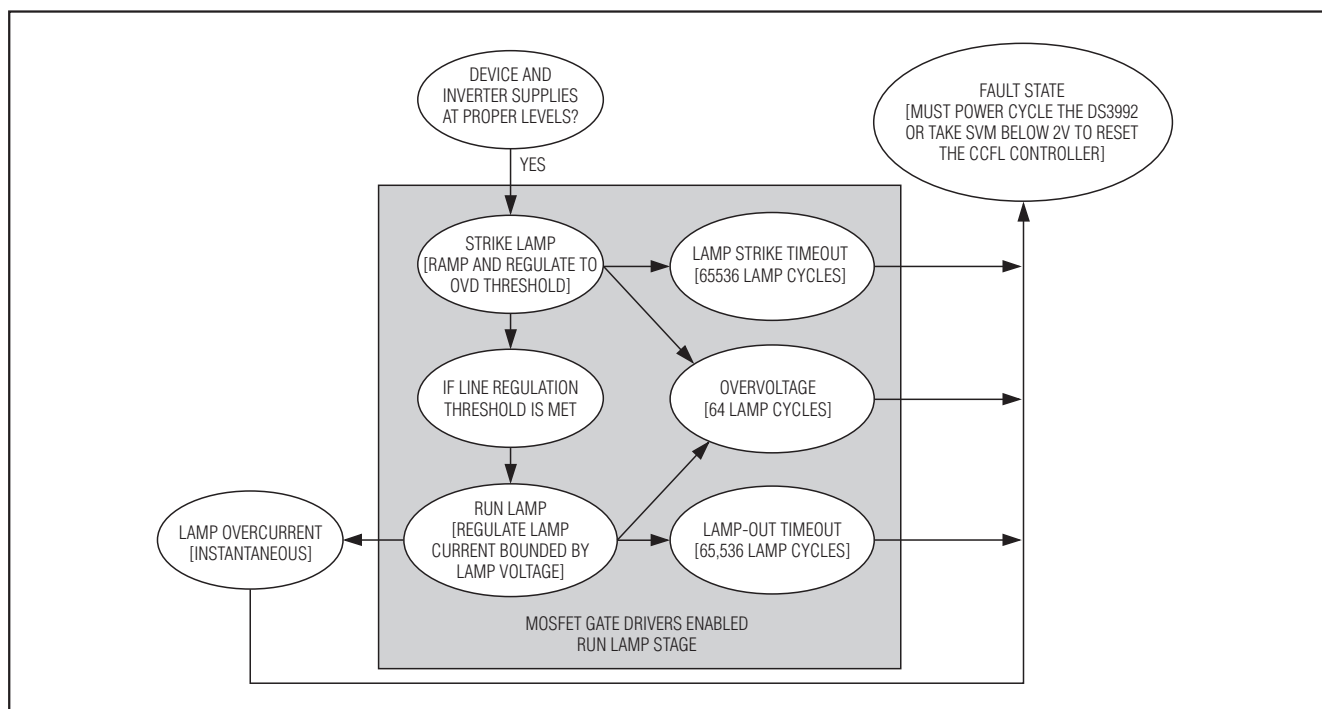 DEVICE AND
INVERTER SUPPLIES
AT PROPER LEVELS?
FAULT STATE
[MUST POWER CYCLE THE DS3992
OR TAKE SVM BELOW 2V TO RESET
THE CCFL CONTROLLER]
YES
STRIKE LAMP
[RAMP AND REGULATE TO
OVD THRESHOLD]
LAMP STRIKE TIMEOUT
[65536 LAMP CYCLES]
IF LINE REGULATION
THRESHOLD IS MET
OVERVOLTAGE
[64 LAMP CYCLES]
LAMP OVERCURRENT
[INSTANTANEOUS]
RUN LAMP
[REGULATE LAMP
CURRENT BOUNDED BY
LAMP VOLTAGE]
LAMP-OUT TIMEOUT
[65,536 LAMP CYCLES]
MOSFET GATE DRIVERS ENABLED
RUN LAMP STAGE